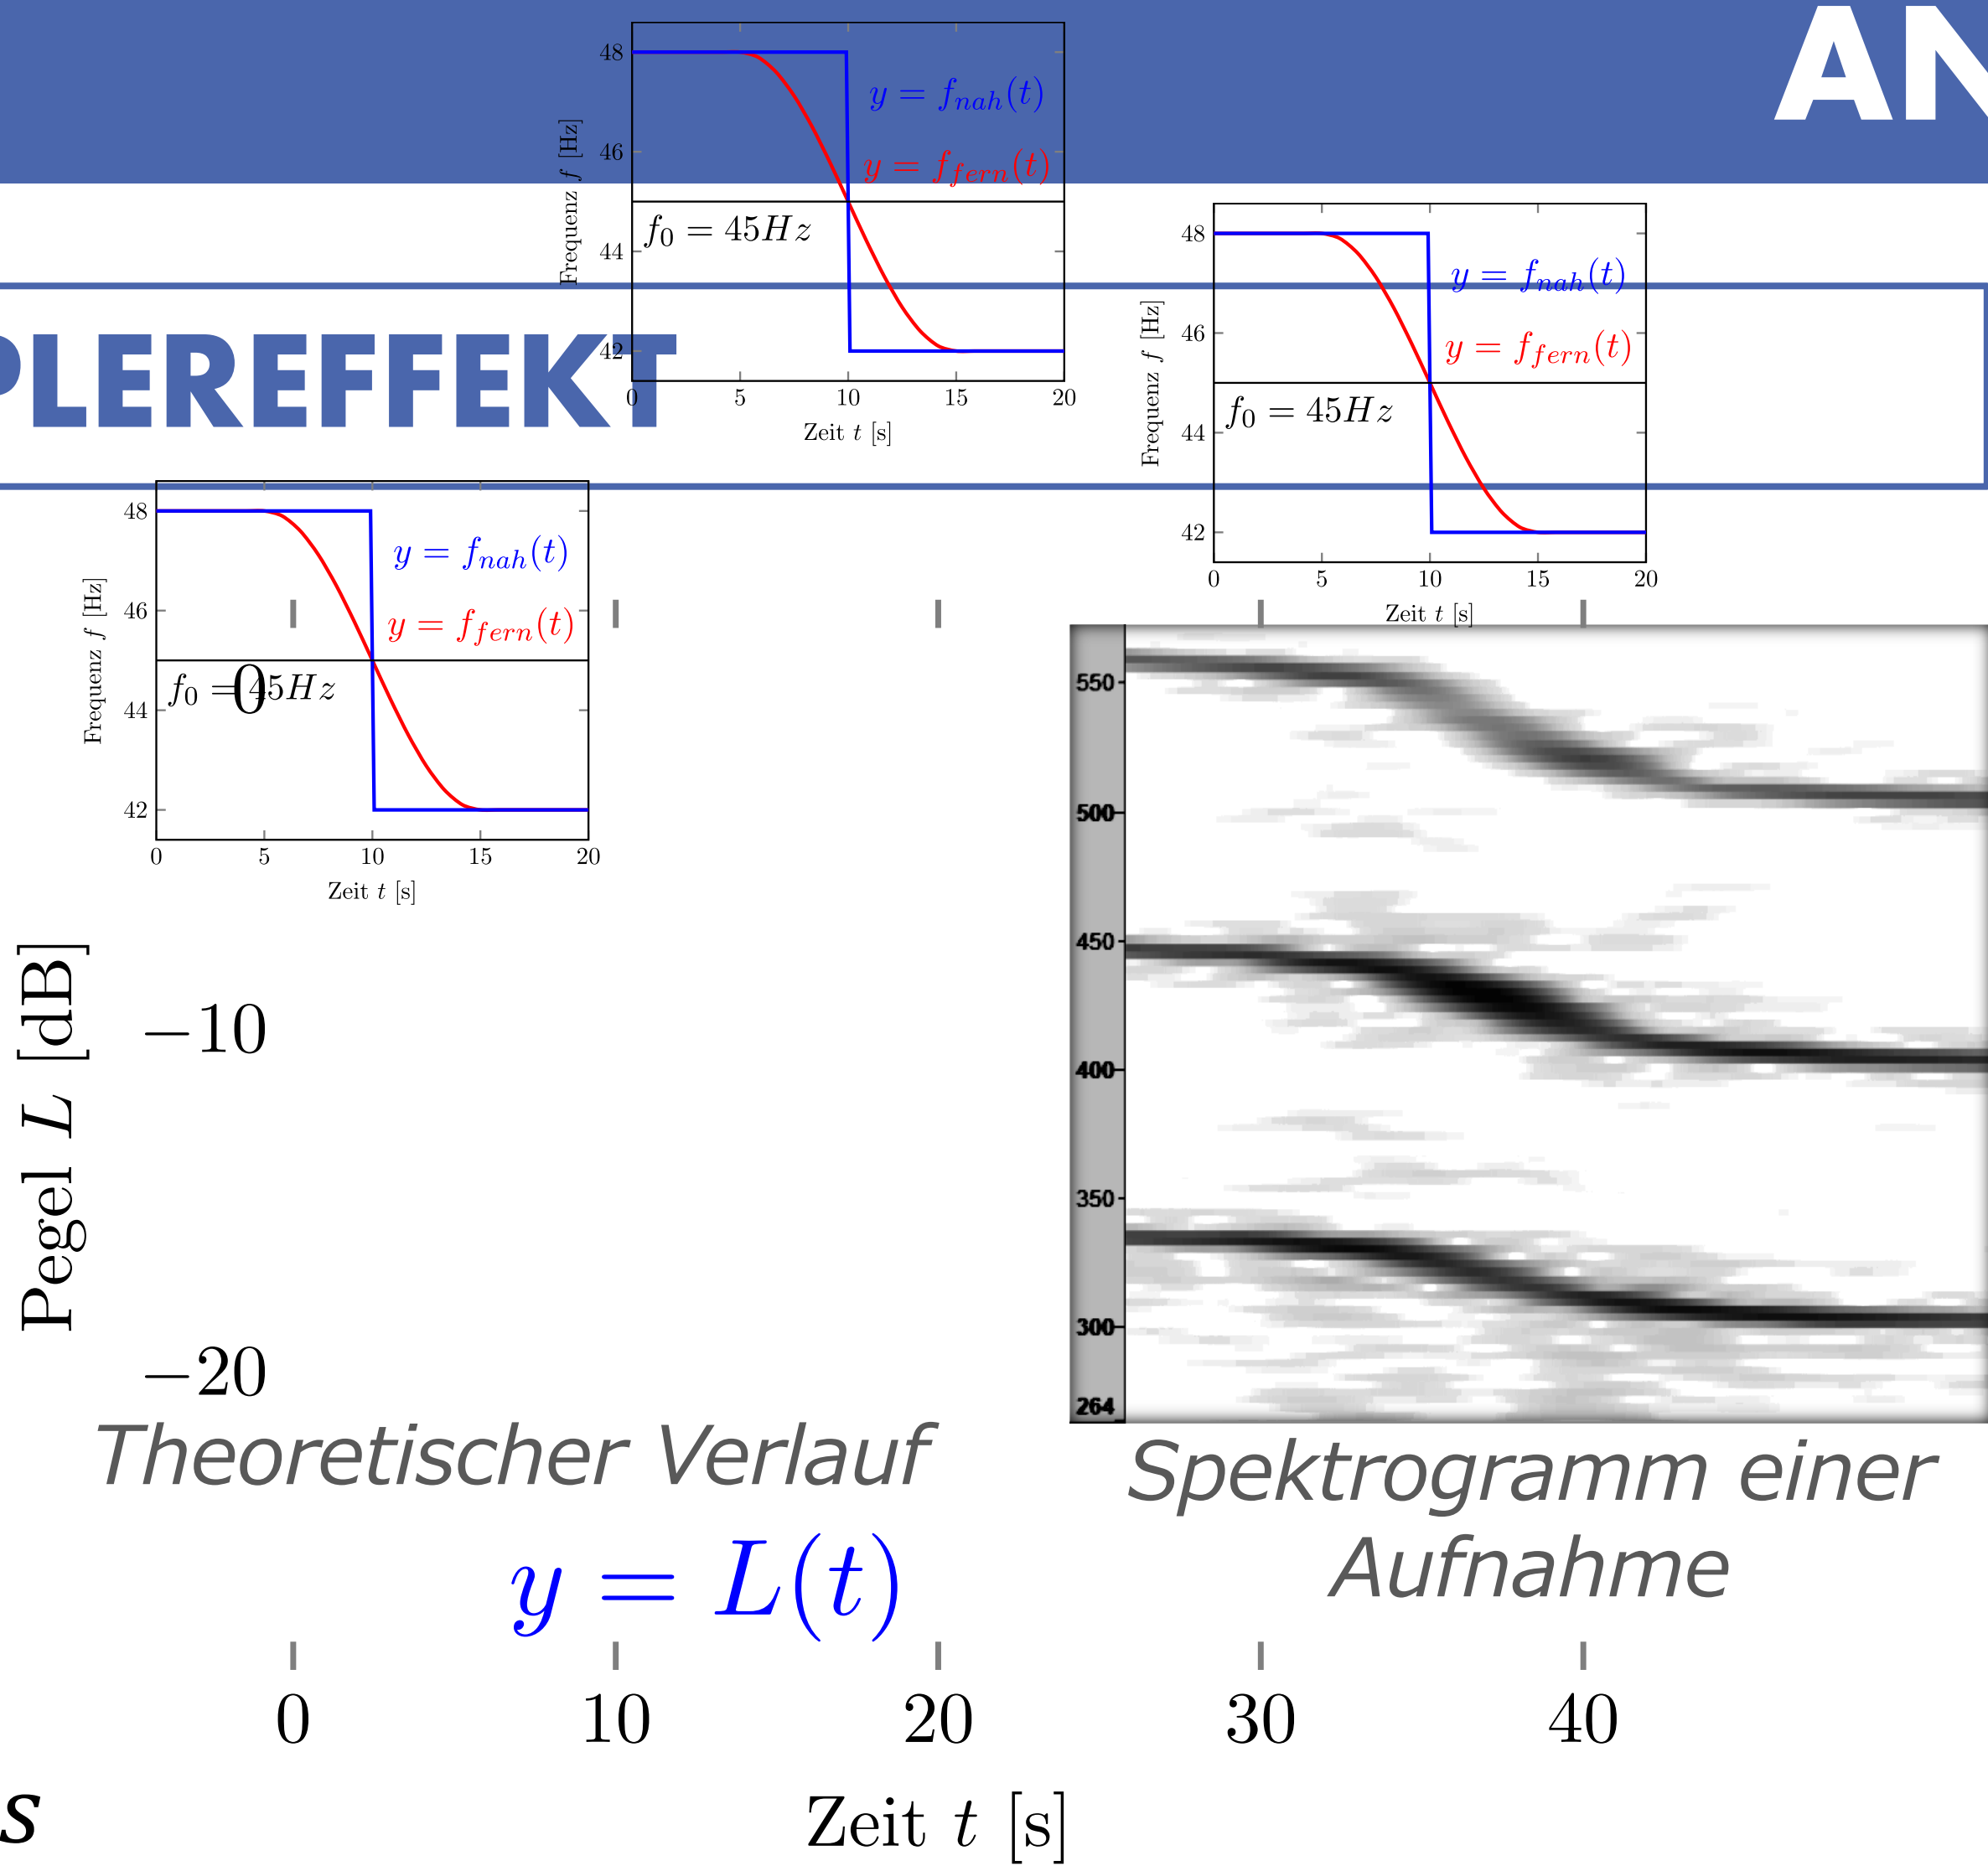 AN
48
y = f_nah(t)
46
y = f_fern(t)
f_0 = 45Hz
44
42
Frequenz f [Hz]
0 5 10 15 20
Zeit t [s]
48
y = f_nah(t)
46
y = f_fern(t)
f_0 = 45Hz
44
42
Frequenz f [Hz]
0 5 10 15 20
Zeit t [s]
PLEREFFEKT
48
y = f_nah(t)
46
y = f_fern(t)
f_0 = 45Hz
44
42
Frequenz f [Hz]
0 5 10 15 20
Zeit t [s]
0
−10
−20
Pegel L [dB]
550
500
450
400
350
300
264
Theoretischer Verlauf
Spektrogramm einer
Aufnahme
y = L(t)
0 10 20 30 40
Zeit t [s]
s